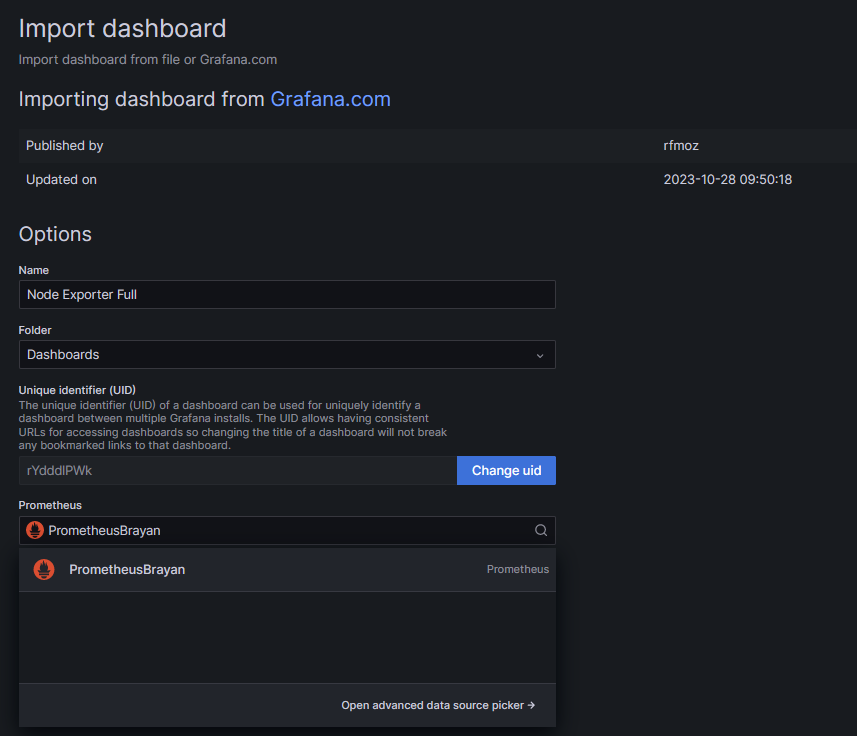 Import dashboard
Import dashboard from file or Grafana.com
Importing dashboard from Grafana.com
Published by rfmoz
Updated on 2023-10-28 09:50:18
Options
Name
Node Exporter Full
Folder
Dashboards
Unique identifier (UID)
The unique identifier (UID) of a dashboard can be used for uniquely identify a
dashboard between multiple Grafana installs. The UID allows having consistent
URLs for accessing dashboards so changing the title of a dashboard will not break
any bookmarked links to that dashboard.
rYdddlPWk Change uid
Prometheus
PrometheusBrayan
PrometheusBrayan Prometheus
Open advanced data source picker →